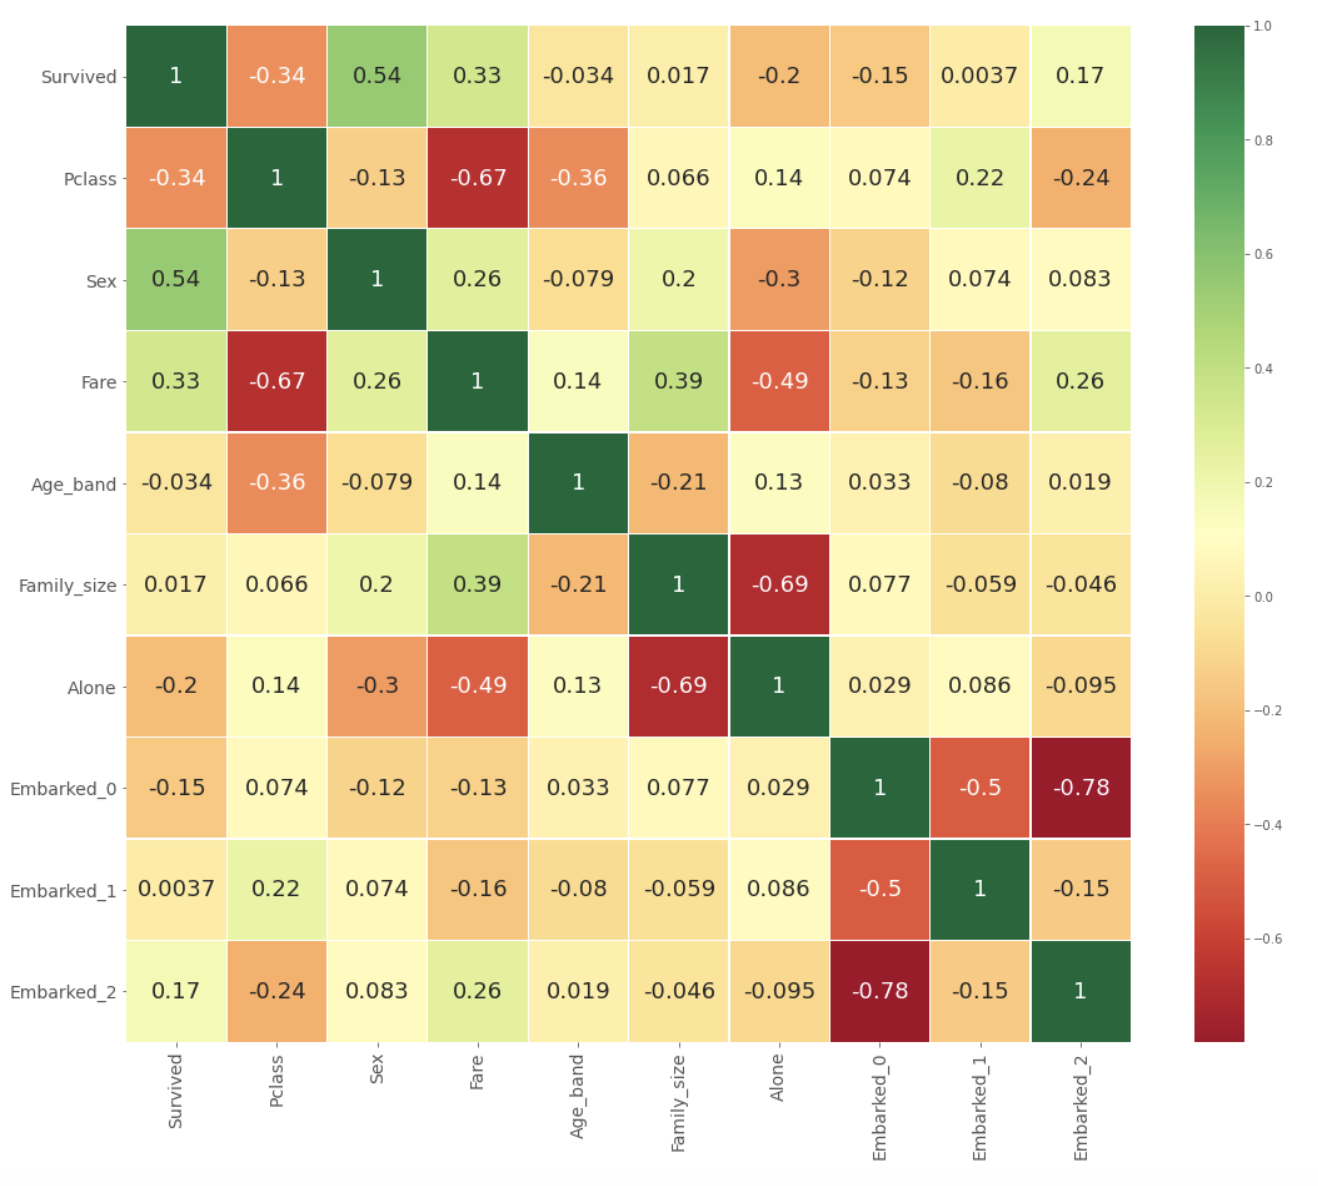 Survived 1 -0.34 0.54 0.33 -0.034 0.017 -0.2 -0.15 0.0037 0.17
Pclass -0.34 1 -0.13 -0.67 -0.36 0.066 0.14 0.074 0.22 -0.24
Sex 0.54 -0.13 1 0.26 -0.079 0.2 -0.3 -0.12 0.074 0.083
Fare 0.33 -0.67 0.26 1 0.14 0.39 -0.49 -0.13 -0.16 0.26
Age_band -0.034 -0.36 -0.079 0.14 1 -0.21 0.13 0.033 -0.08 0.019
Family_size 0.017 0.066 0.2 0.39 -0.21 1 -0.69 0.077 -0.059 -0.046
Alone -0.2 0.14 -0.3 -0.49 0.13 -0.69 1 0.029 0.086 -0.095
Embarked_0 -0.15 0.074 -0.12 -0.13 0.033 0.077 0.029 1 -0.5 -0.78
Embarked_1 0.0037 0.22 0.074 -0.16 -0.08 -0.059 0.086 -0.5 1 -0.15
Embarked_2 0.17 -0.24 0.083 0.26 0.019 -0.046 -0.095 -0.78 -0.15 1
Survived Pclass Sex Fare Age_band Family_size Alone Embarked_0 Embarked_1 Embarked_2
1.0
0.8
0.6
0.4
0.2
0.0
−0.2
−0.4
−0.6